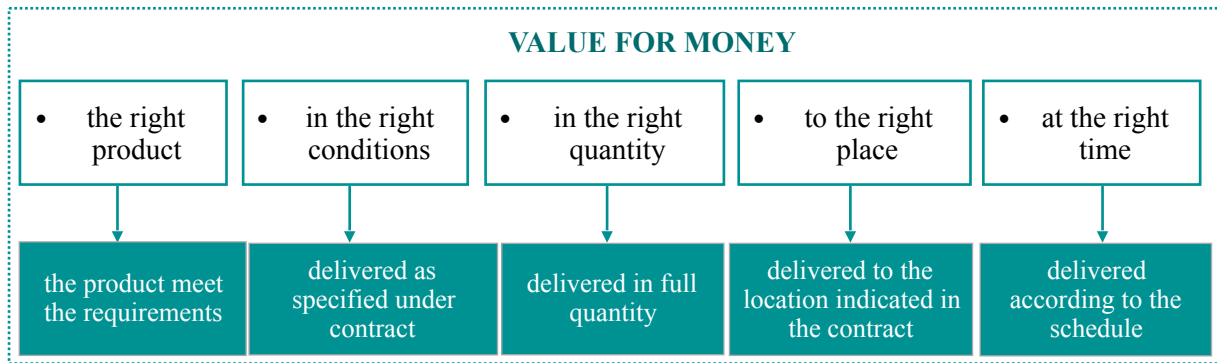 VALUE FOR MONEY
• the right
product
• in the right
conditions
• in the right
quantity
• to the right
place
• at the right
time
the product meet
the requirements
delivered as
specified under
contract
delivered in full
quantity
delivered to the
location indicated in
the contract
delivered
according to the
schedule